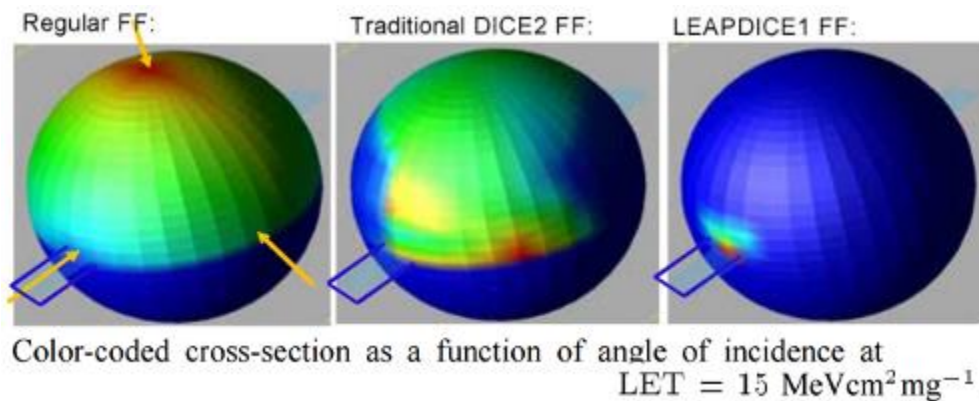 Regular FF:
Traditional DICE2 FF:
LEAPDICE1 FF:
Color-coded cross-section as a function of angle of incidence at
LET = 15 MeVcm²mg⁻¹